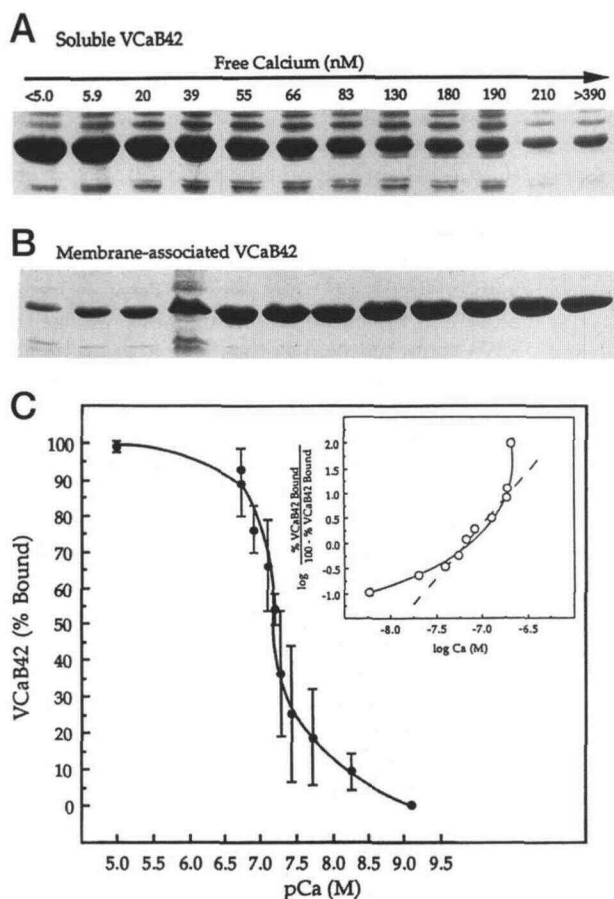 A Soluble VCaB42
Free Calcium (nM)
<5.0 5.9 20 39 55 66 83 130 180 190 210 >390
B Membrane-associated VCaB42
C
VCaB42 (% Bound)
100
90
80
70
60
50
40
30
20
10
0
5.0 5.5 6.0 6.5 7.0 7.5 8.0 8.5 9.0 9.5
pCa (M)
log % VCaB42 Bound
100 - % VCaB42 Bound
2.0
1.5
1.0
0.5
0.0
-0.5
-1.0
-8.0 -7.5 -7.0 -6.5
log Ca (M)